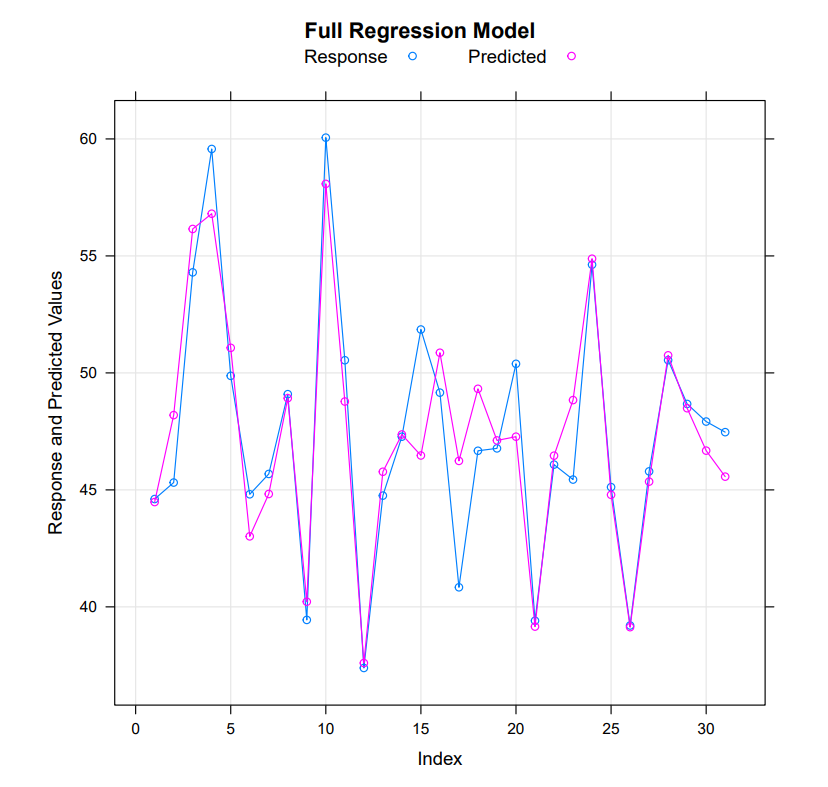 Full Regression Model
Response Predicted
60
55
50
45
40
Response and Predicted Values
0 5 10 15 20 25 30
Index